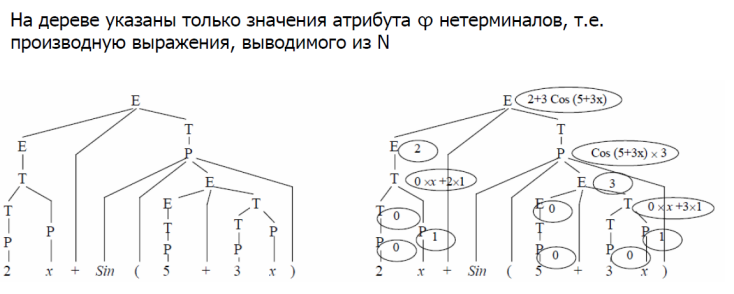 На дереве указаны только значения атрибута φ нетерминалов, т.е.
производную выражения, выводимого из N
E E 2+3 Cos (5+3x)
T T
E P E 2 P Cos (5+3x) × 3
T E T 0 ×x +2×1 E 3
T E T T 0 E 0 T 0 × x +3×1
P P T T P P 0 P 1 T T P 1
P P P 0 P 0
2 x + Sin ( 5 + 3 x ) 2 x + Sin ( 5 + 3 x )